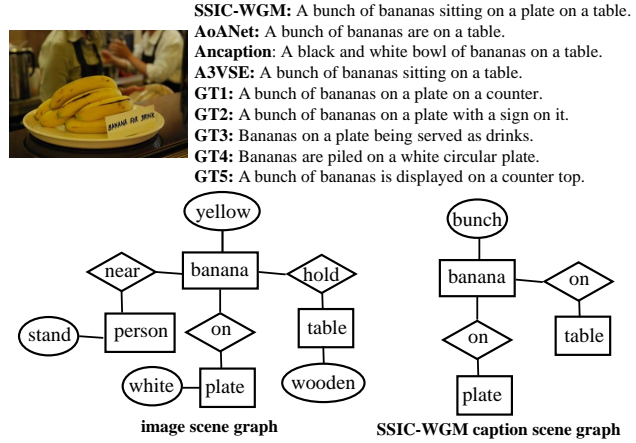 SSIC-WGM: A bunch of bananas sitting on a plate on a table.
AoANet: A bunch of bananas are on a table.
Ancaption: A black and white bowl of bananas on a table.
A3VSE: A bunch of bananas sitting on a table.
GT1: A bunch of bananas on a plate on a counter.
GT2: A bunch of bananas on a plate with a sign on it.
GT3: Bananas on a plate being served as drinks.
GT4: Bananas are piled on a white circular plate.
GT5: A bunch of bananas is displayed on a counter top.
BANANA FOR DRINK
yellow
near
banana
hold
stand
person
on
table
white
plate
wooden
image scene graph
bunch
banana
on
on
table
plate
SSIC-WGM caption scene graph